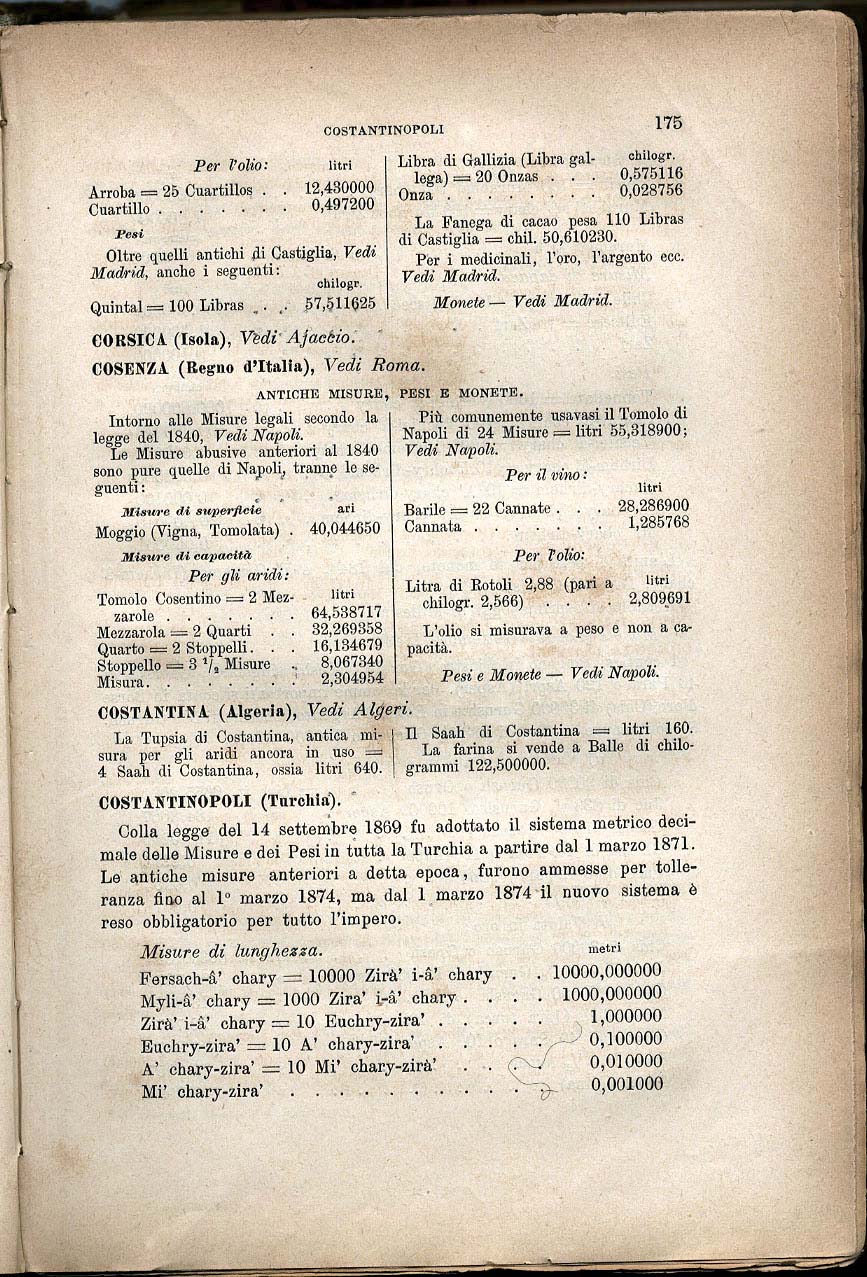 COSTANTINOPOLI
175
Per l'olio: litri
Arroba = 25 Cuartillos . . 12,430000
Cuartillo . . . . . . . 0,497200
Pesi
Oltre quelli antichi di Castiglia, Vedi
Madrid, anche i seguenti:
chilogr.
Quintal = 100 Libras . . . 57,511625
Libra di Gallizia (Libra gal- chilogr.
lega) = 20 Onzas . . . 0,575116
Onza . . . . . . . . 0,028756
La Fanega di cacao pesa 110 Libras
di Castiglia = chil. 50,610230.
Per i medicinali, l'oro, l'argento ecc.
Vedi Madrid.
Monete — Vedi Madrid.
CORSICA (Isola), Vedi Ajaccio.
COSENZA (Regno d'Italia), Vedi Roma.
ANTICHE MISURE, PESI E MONETE.
Intorno alle Misure legali secondo la
legge del 1840, Vedi Napoli.
Le Misure abusive anteriori al 1840
sono pure quelle di Napoli, tranne le se-
guenti:
Misure di superficie ari
Moggio (Vigna, Tomolata) . 40,044650
Misure di capacità
Per gli aridi:
Tomolo Cosentino = 2 Mez- litri
zarole . . . . . . . 64,538717
Mezzarola = 2 Quarti . . 32,269358
Quarto = 2 Stoppelli . . . 16,134679
Stoppello = 3 1/2 Misure . . 8,067340
Misura . . . . . . . . 2,304954
Più comunemente usavasi il Tomolo di
Napoli di 24 Misure = litri 55,318900;
Vedi Napoli.
Per il vino:
litri
Barile = 22 Cannate . . . 28,286900
Cannata . . . . . . . 1,285768
Per l'olio:
Litra di Rotoli 2,88 (pari a litri
chilogr. 2,566) . . . . 2,809691
L'olio si misurava a peso e non a ca-
pacità.
Pesi e Monete — Vedi Napoli.
COSTANTINA (Algeria), Vedi Algeri.
La Tupsia di Costantina, antica mi-
sura per gli aridi ancora in uso =
4 Saah di Costantina, ossia litri 640.
Il Saah di Costantina = litri 160.
La farina si vende a Balle di chilo-
grammi 122,500000.
COSTANTINOPOLI (Turchia).
Colla legge del 14 settembre 1869 fu adottato il sistema metrico deci-
male delle Misure e dei Pesi in tutta la Turchia a partire dal 1 marzo 1871.
Le antiche misure anteriori a detta epoca, furono ammesse per tolle-
ranza fino al 1° marzo 1874, ma dal 1 marzo 1874 il nuovo sistema è
reso obbligatorio per tutto l'impero.
Misure di lunghezza. metri
Fersach-â' chary = 10000 Zirà' i-â' chary . . 10000,000000
Myli-â' chary = 1000 Zira' i-â' chary . . . . 1000,000000
Zirà' i-â' chary = 10 Euchry-zira' . . . . . 1,000000
Euchry-zira' = 10 A' chary-zira' . . . . . 0,100000
A' chary-zira' = 10 Mi' chary-zirà' . . . . 0,010000
Mi' chary-zira' . . . . . . . . . . . 0,001000